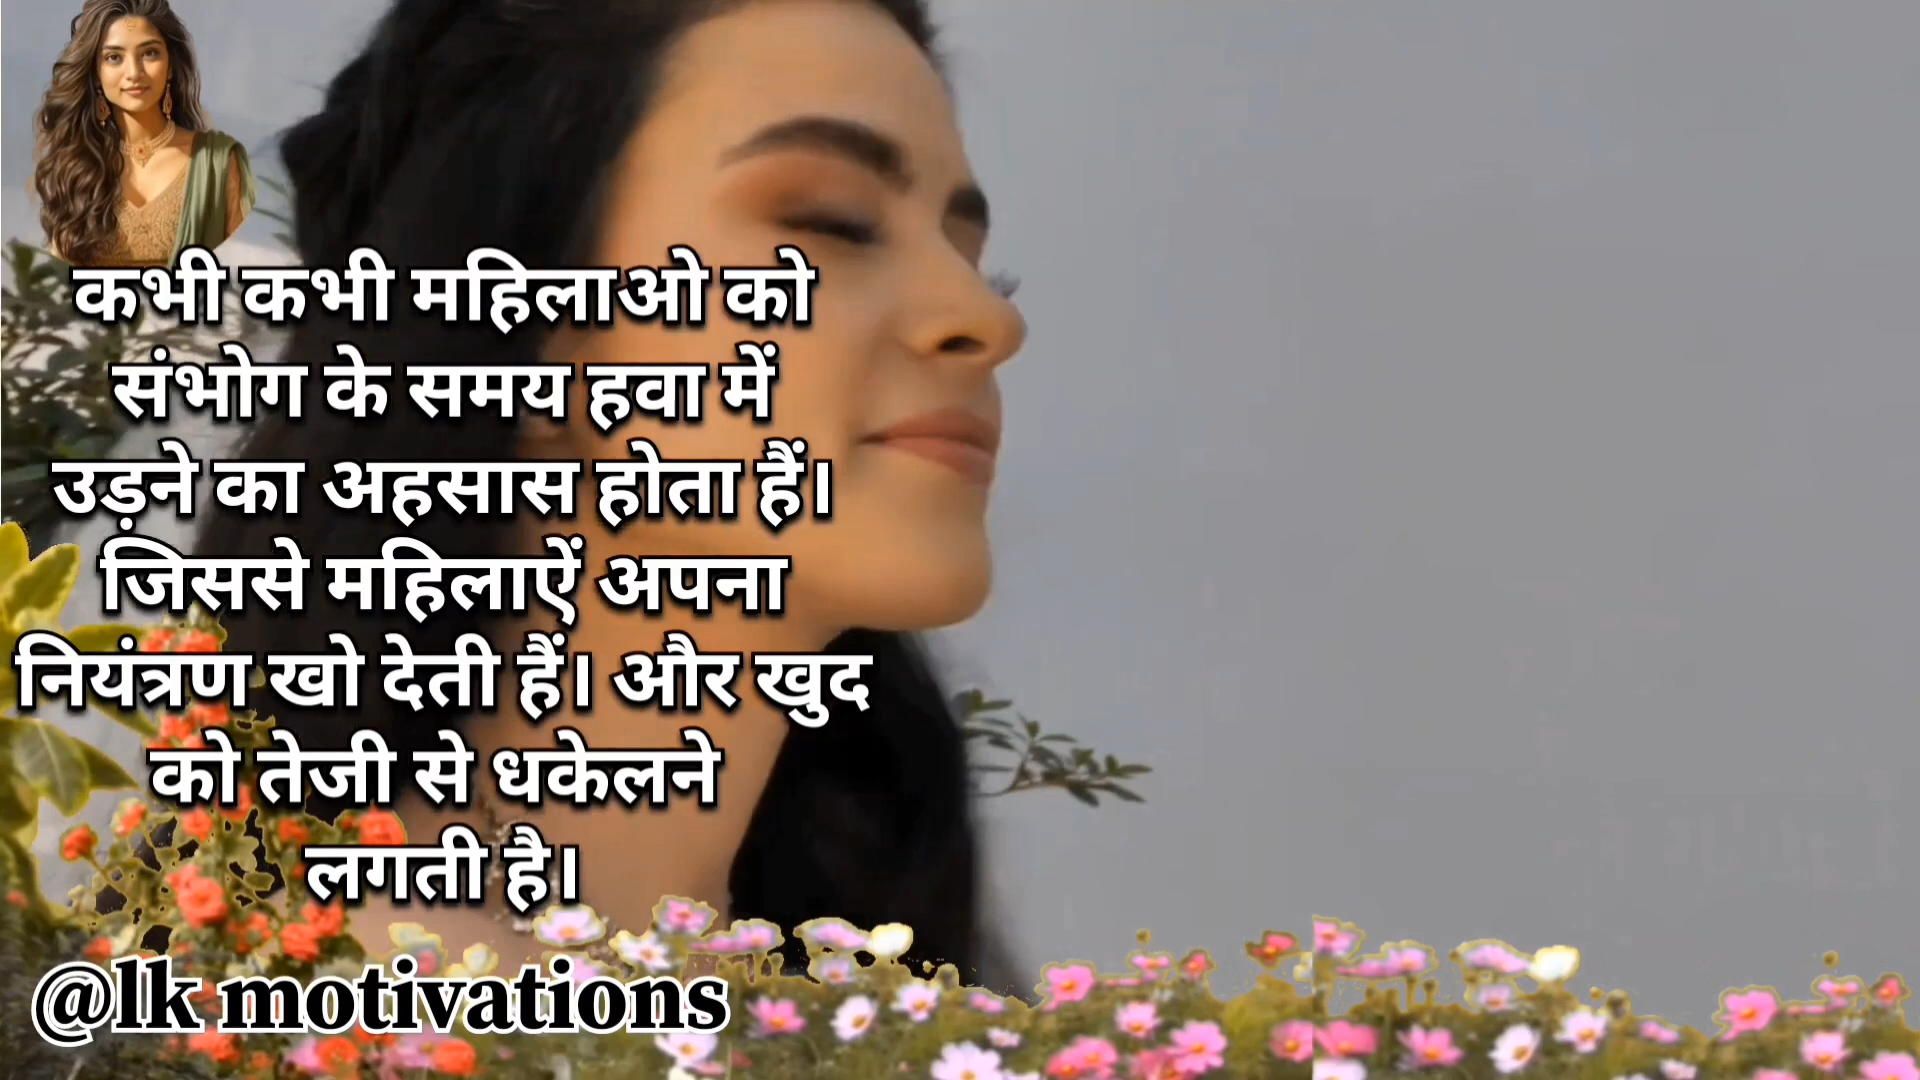 कभी कभी महिलाओ को
संभोग के समय हवा में
उड़ने का अहसास होता हैं।
जिससे महिलाऐं अपना
नियंत्रण खो देती हैं। और खुद
को तेजी से धकेलने
लगती है।
@lk motivations